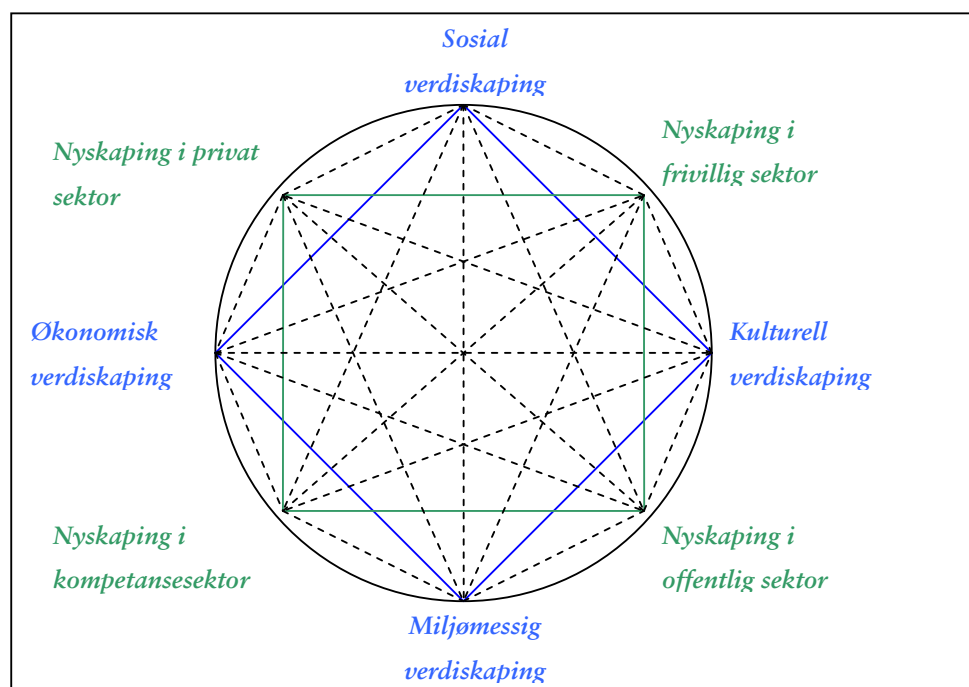 Sosial
verdiskaping
Nyskaping i privat
sektor
Nyskaping i
frivillig sektor
Økonomisk
verdiskaping
Kulturell
verdiskaping
Nyskaping i
kompetansesektor
Nyskaping i
offentlig sektor
Miljømessig
verdiskaping